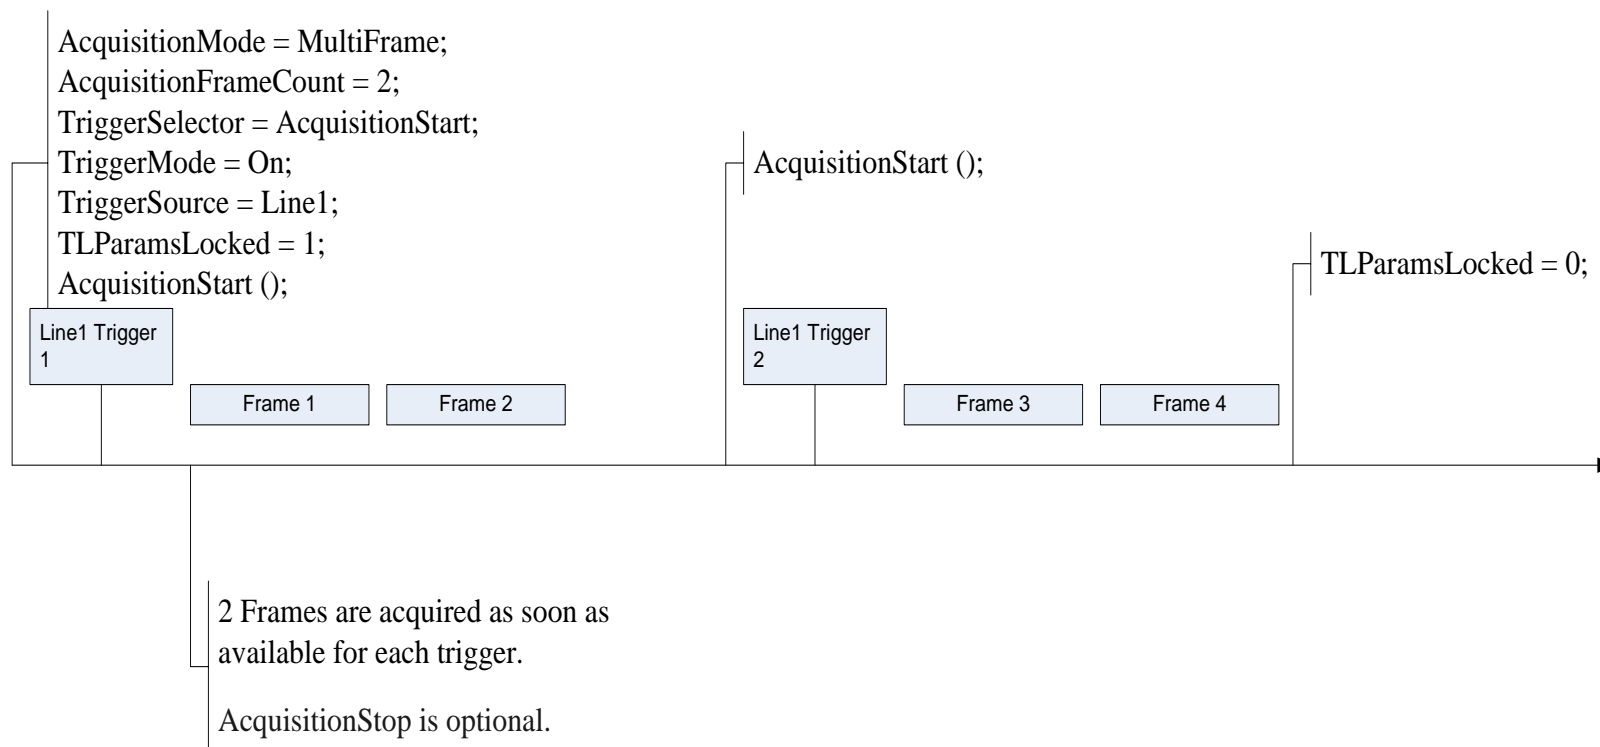 AcquisitionMode = MultiFrame;
AcquisitionFrameCount = 2;
TriggerSelector = AcquisitionStart;
TriggerMode = On;
TriggerSource = Line1;
TLParamsLocked = 1;
AcquisitionStart ();
AcquisitionStart ();
TLParamsLocked = 0;
Line1 Trigger
1
Line1 Trigger
2
Frame 1
Frame 2
Frame 3
Frame 4
2 Frames are acquired as soon as
available for each trigger.
AcquisitionStop is optional.